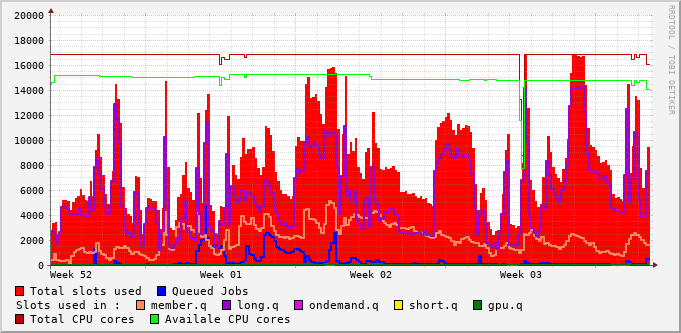 20000
18000
16000
14000
12000
10000
8000
6000
4000
2000
0
Week 52 Week 01 Week 02 Week 03
RRDTOOL / TOBI OETIKER
Total slots used Queued Jobs
Slots used in : member.q long.q ondemand.q short.q gpu.q
Total CPU cores Availale CPU cores